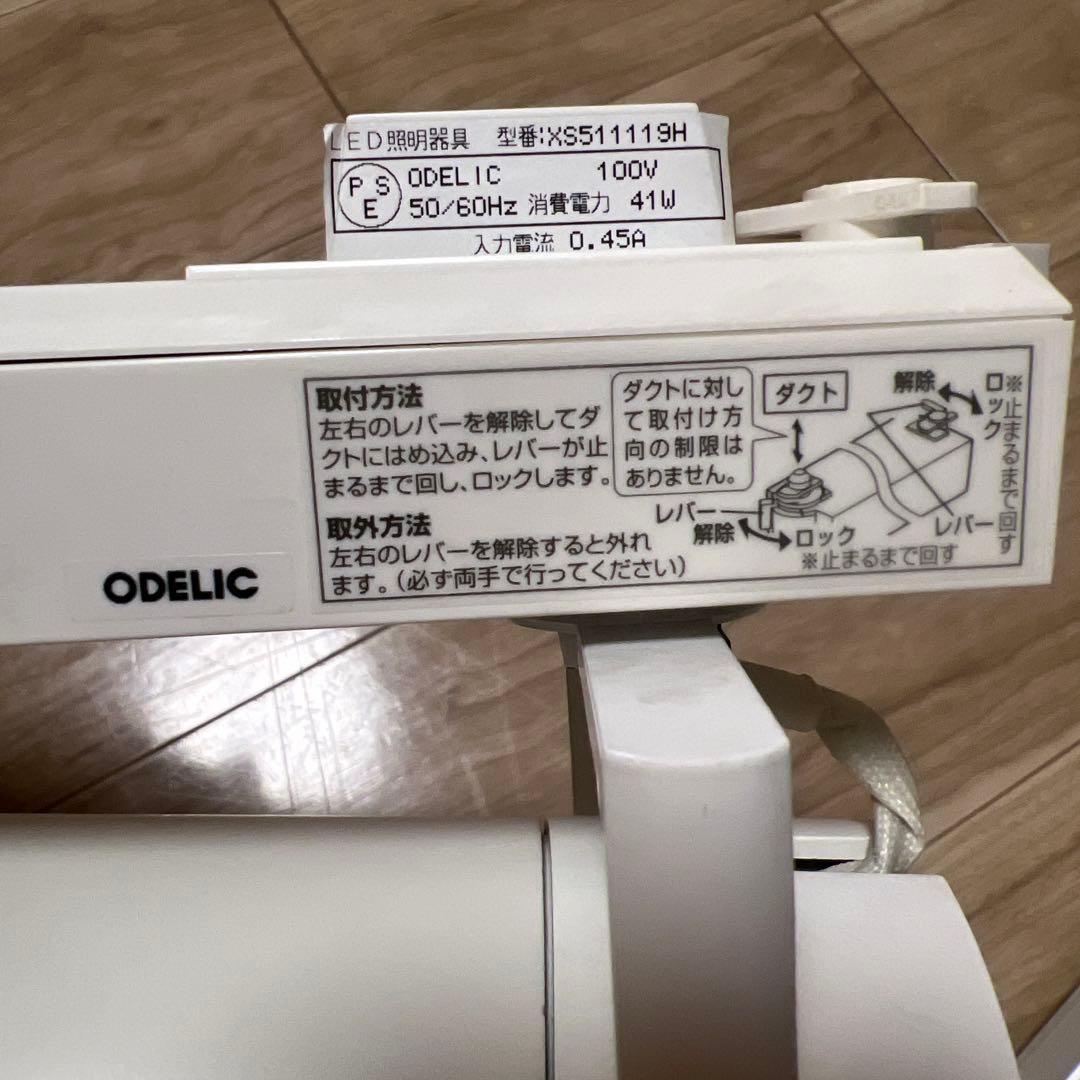 LED照明器具 型番:XS511119H
PSE
ODELIC 100V
50/60Hz 消費電力 41W
入力電流 0.45A
取付方法
左右のレバーを解除してダ
クトにはめ込み、レバーが止
まるまで回し、ロックします。
取外方法
左右のレバーを解除すると外れ
ます。(必ず両手で行ってください)
ダクトに対し
て取付け方
向の制限は
ありません。
ダクト
解除
ロック
※止まるまで回す
レバー
レバー
解除
ロック
※止まるまで回す
ODELIC